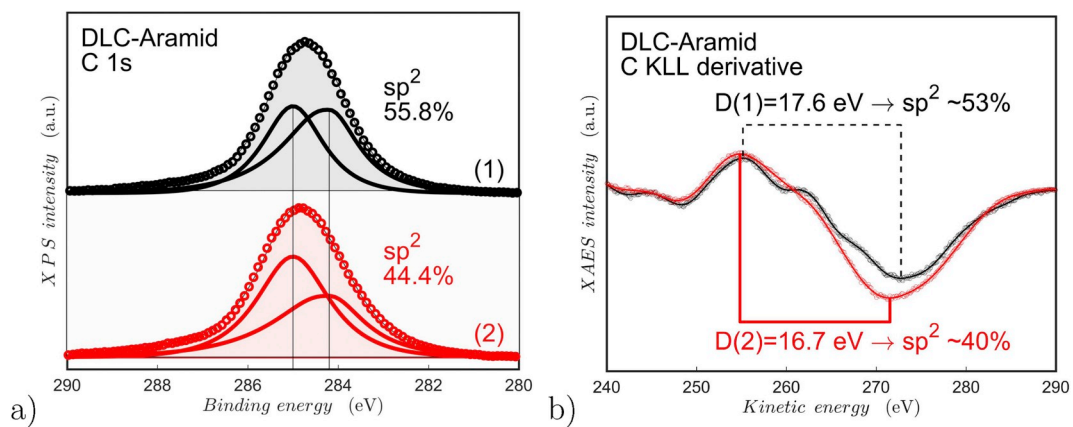 DLC-Aramid
C 1s
sp²
55.8%
(1)
sp²
44.4%
(2)
XPS intensity (a.u.)
290 288 286 284 282 280
Binding energy (eV)
a)
DLC-Aramid
C KLL derivative
D(1)=17.6 eV → sp² ~53%
D(2)=16.7 eV → sp² ~40%
XAES intensity (a.u.)
240 250 260 270 280 290
Kinetic energy (eV)
b)